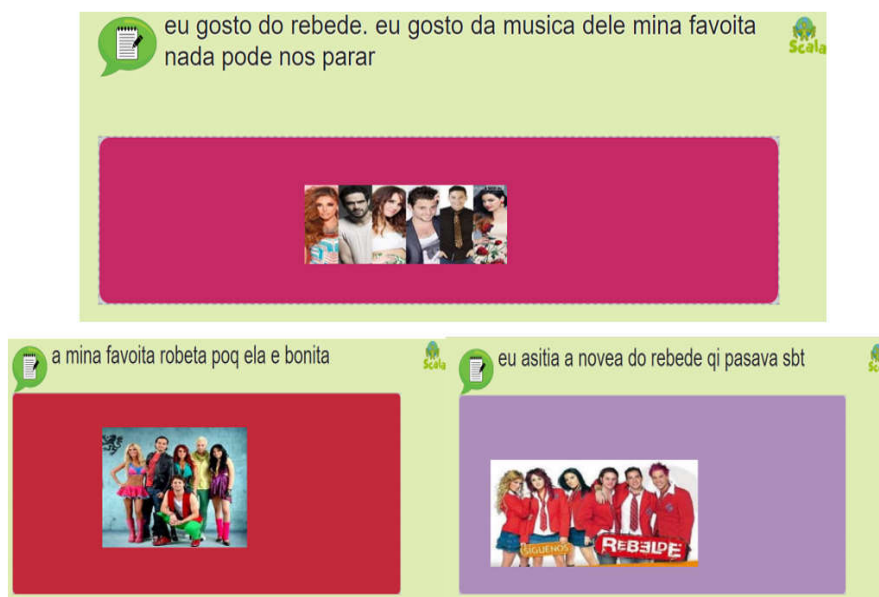 eu gosto do rebede. eu gosto da musica dele mina favoita
nada pode nos parar
Scala
a mina favoita robeta poq ela e bonita
Scala
eu asitia a novea do rebede qi pasava sbt
SÍGUENOS
REBELDE